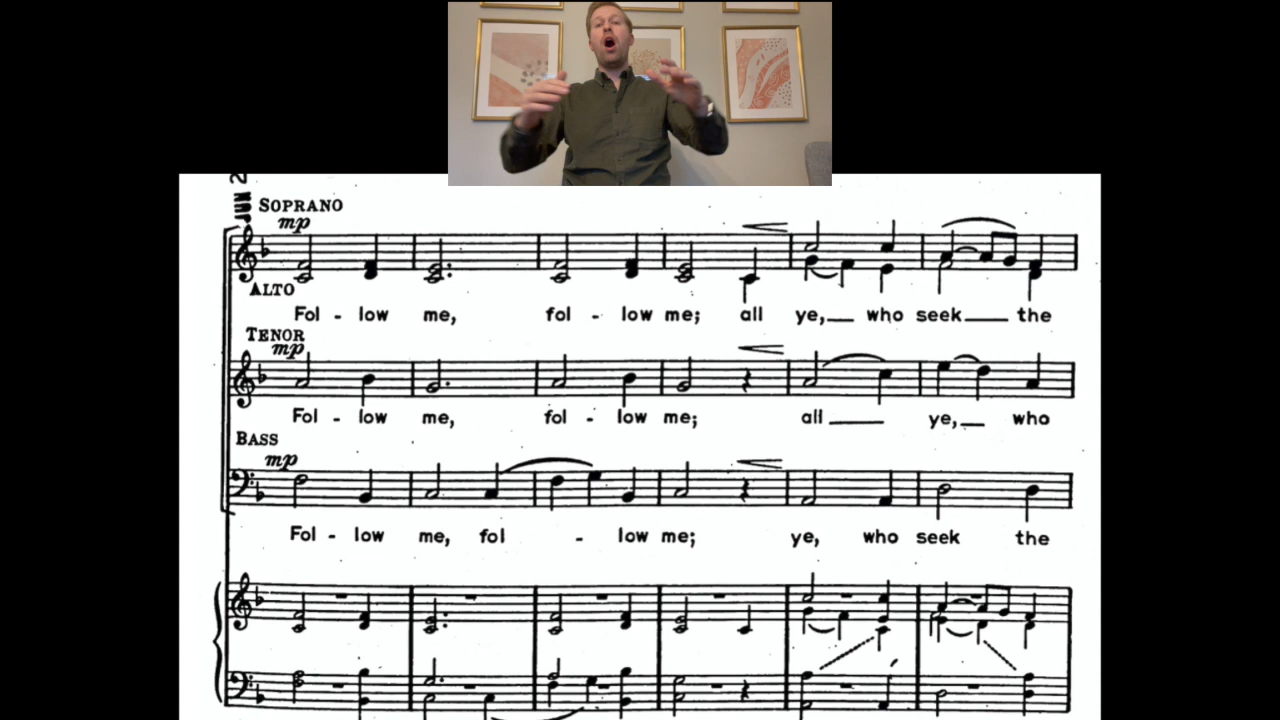 SOPRANO
mp
ALTO
Fol - low me, fol - low me; all ye, who seek the
TENOR
mp
Fol - low me, fol - low me; all ye, who
BASS
mp
Fol - low me, fol - low me; ye, who seek the